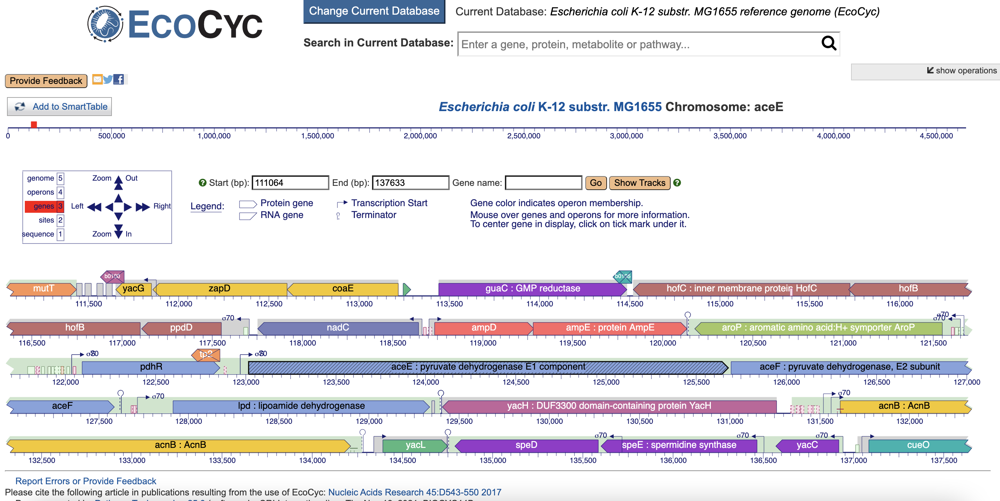 ECOCYC
Change Current Database
Current Database: Escherichia coli K-12 substr. MG1655 reference genome (EcoCyc)
Search in Current Database:
Enter a gene, protein, metabolite or pathway...
show operations
Provide Feedback
Add to SmartTable
Escherichia coli K-12 substr. MG1655 Chromosome: aceE
0 500,000 1,000,000 1,500,000 2,000,000 2,500,000 3,000,000 3,500,000 4,000,000 4,500,000
genome 5
operons 4
genes 3
sites 2
sequence 1
Zoom Out
Left Right
Zoom In
Start (bp): 111064 End (bp): 137633 Gene name: Go Show Tracks
Legend:
Protein gene
RNA gene
Transcription Start
Terminator
Gene color indicates operon membership.
Mouse over genes and operons for more information.
To center gene in display, click on tick mark under it.
b0100 b0105
mutT yacG zapD coaE guaC : GMP reductase hofC : inner membrane protein HofC hofB
111,500 112,000 112,500 113,000 113,500 114,000 114,500 115,000 115,500 116,000
σ70 σ70 σ70
hofB ppdD nadC ampD ampE : protein AmpE aroP : aromatic amino acid:H+ symporter AroP
116,500 117,000 117,500 118,000 118,500 119,000 119,500 120,000 120,500 121,000 121,500
tp2
pdhR aceE : pyruvate dehydrogenase E1 component aceF : pyruvate dehydrogenase, E2 subunit
122,000 122,500 123,000 123,500 124,000 124,500 125,000 125,500 126,000 126,500 127,000
σ70 σ70
aceF lpd : lipoamide dehydrogenase yacH : DUF3300 domain-containing protein YacH acnB : AcnB
127,500 128,000 128,500 129,000 129,500 130,000 130,500 131,000 131,500 132,000
σ70 σ70 σ70
acnB : AcnB yacL speD speE : spermidine synthase yacC cueO
132,500 133,000 133,500 134,000 134,500 135,000 135,500 136,000 136,500 137,000 137,500
Report Errors or Provide Feedback
Please cite the following article in publications resulting from the use of EcoCyc: Nucleic Acids Research 45:D543-550 2017